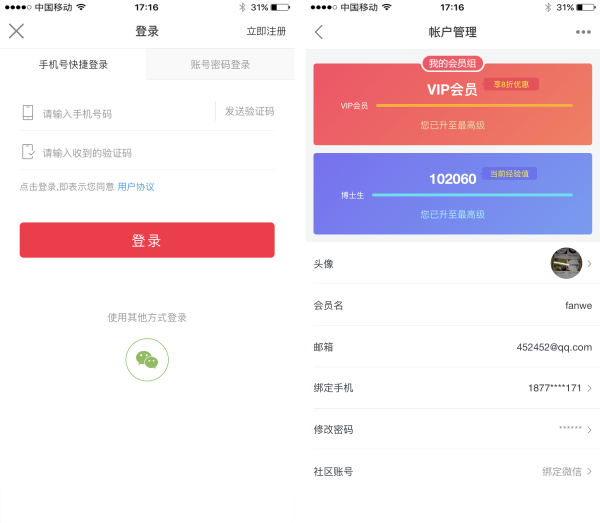 中国移动
17:16
31%
登录
立即注册
手机号快捷登录
账号密码登录
请输入手机号码
发送验证码
请输入收到的验证码
点击登录,即表示您同意 用户协议
登录
使用其他方式登录
中国移动
17:16
31%
帐户管理
我的会员组
VIP会员
享8折优惠
VIP会员
您已升至最高级
102060
当前经验值
博士生
您已升至最高级
头像
会员名
fanwe
邮箱
452452@qq.com
绑定手机
1877****171
修改密码
******
社区账号
绑定微信